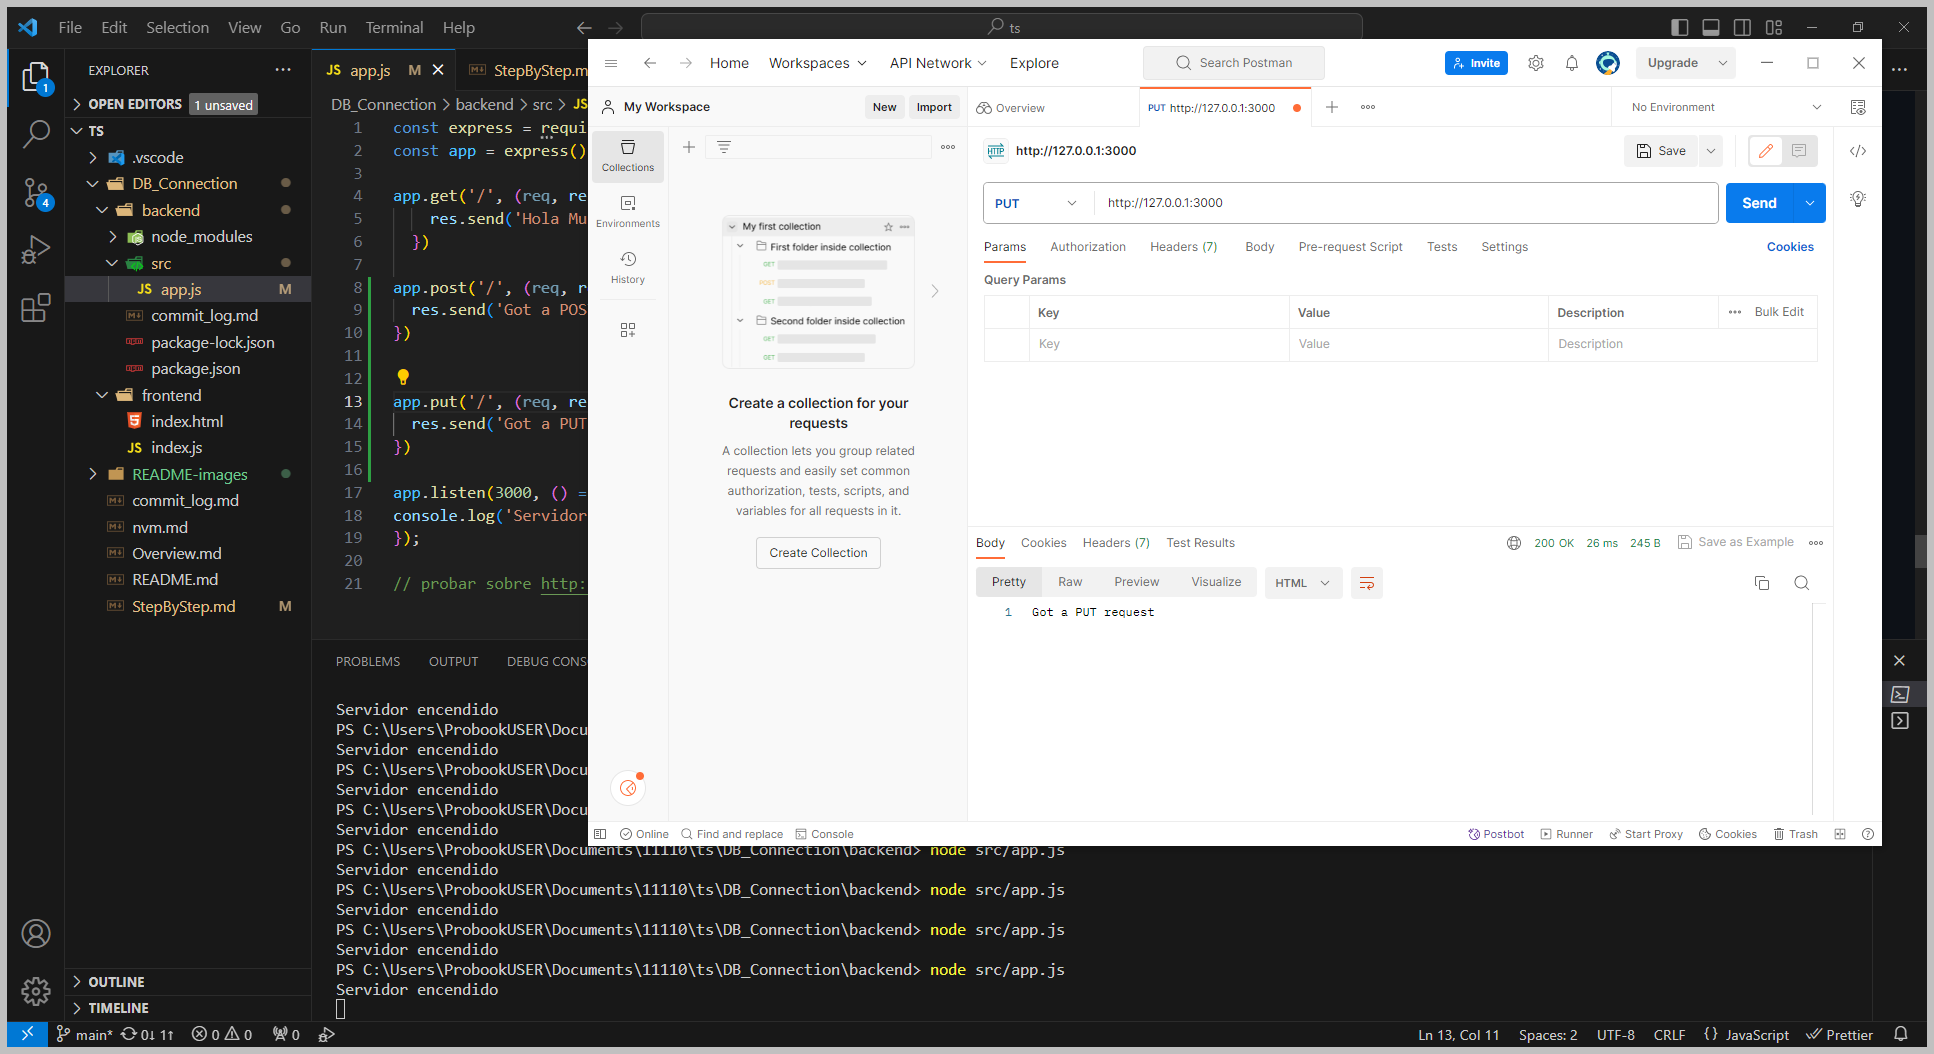 File Edit Selection View Go Run Terminal Help
ts
EXPLORER
OPEN EDITORS 1 unsaved
TS
.vscode
DB_Connection
backend
node_modules
src
app.js M
commit_log.md
package-lock.json
package.json
frontend
index.html
index.js
README-images
commit_log.md
nvm.md
Overview.md
README.md
StepByStep.md M
OUTLINE
TIMELINE
1
4
JS app.js M
StepByStep.m
DB_Connection > backend > src > JS
1 const express = requi
2 const app = express()
3
4 app.get('/', (req, re
5 res.send('Hola Mu
6 })
7
8 app.post('/', (req, r
9 res.send('Got a POS
10 })
11
12
13 app.put('/', (req, re
14 res.send('Got a PUT
15 })
16
17 app.listen(3000, () =
18 console.log('Servidor
19 });
20
21 // probar sobre http:
PROBLEMS OUTPUT DEBUG CONS
Servidor encendido
PS C:\Users\ProbookUSER\Docu
Servidor encendido
PS C:\Users\ProbookUSER\Docu
Servidor encendido
PS C:\Users\ProbookUSER\Docu
Servidor encendido
PS C:\Users\ProbookUSER\Documents\11110\ts\DB_Connection\backend> node src/app.js
Servidor encendido
PS C:\Users\ProbookUSER\Documents\11110\ts\DB_Connection\backend> node src/app.js
Servidor encendido
PS C:\Users\ProbookUSER\Documents\11110\ts\DB_Connection\backend> node src/app.js
Servidor encendido
PS C:\Users\ProbookUSER\Documents\11110\ts\DB_Connection\backend> node src/app.js
Servidor encendido
main* 0↓ 1↑ 0 0 0
Ln 13, Col 11 Spaces: 2 UTF-8 CRLF {} JavaScript Prettier
Home Workspaces API Network Explore
Search Postman
Invite
Upgrade
My Workspace New Import
Overview
PUT http://127.0.0.1:3000
No Environment
Collections
Environments
History
My first collection
First folder inside collection
GET
POST
GET
Second folder inside collection
GET
GET
Create a collection for your
requests
A collection lets you group related
requests and easily set common
authorization, tests, scripts, and
variables for all requests in it.
Create Collection
HTTP http://127.0.0.1:3000
Save
PUT http://127.0.0.1:3000
Send
Params Authorization Headers (7) Body Pre-request Script Tests Settings Cookies
Query Params
Key Value Description Bulk Edit
Key Value Description
Body Cookies Headers (7) Test Results
200 OK 26 ms 245 B Save as Example
Pretty Raw Preview Visualize HTML
1 Got a PUT request
Online Find and replace Console
Postbot Runner Start Proxy Cookies Trash